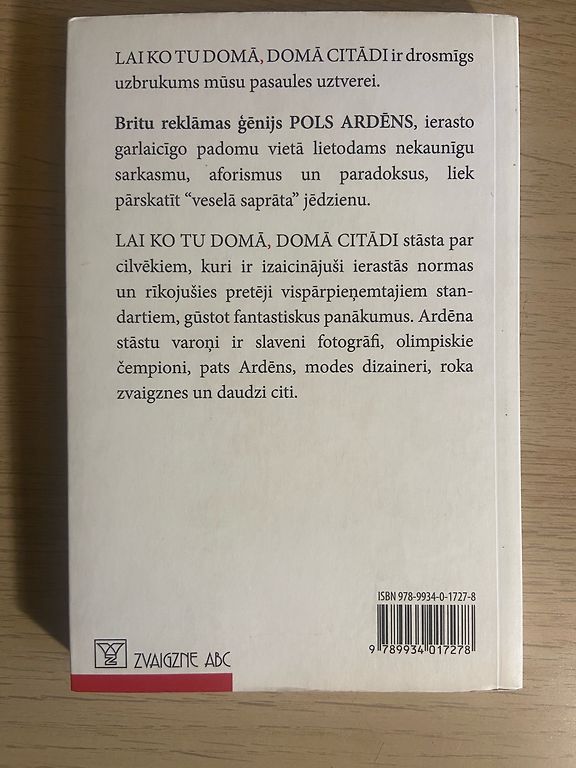 LAI KO TU DOMĀ, DOMĀ CITĀDI ir drosmīgs
uzbrukums mūsu pasaules uztverei.
Britu reklāmas ģēnijs POLS ARDĒNS, ierasto
garlaicīgo padomu vietā lietodams nekaunīgu
sarkasmu, aforismus un paradoksus, liek
pārskatīt “veselā saprāta” jēdzienu.
LAI KO TU DOMĀ, DOMĀ CITĀDI stāsta par
cilvēkiem, kuri ir izaicinājuši ierastās normas
un rīkojušies pretēji vispārpieņemtajiem stan-
dartiem, gūstot fantastiskus panākumus. Ardēna
stāstu varoņi ir slaveni fotogrāfi, olimpiskie
čempioni, pats Ardēns, modes dizaineri, roka
zvaigznes un daudzi citi.
ISBN 978-9934-0-1727-8
9 789934 017278
ZVAIGZNE ABC